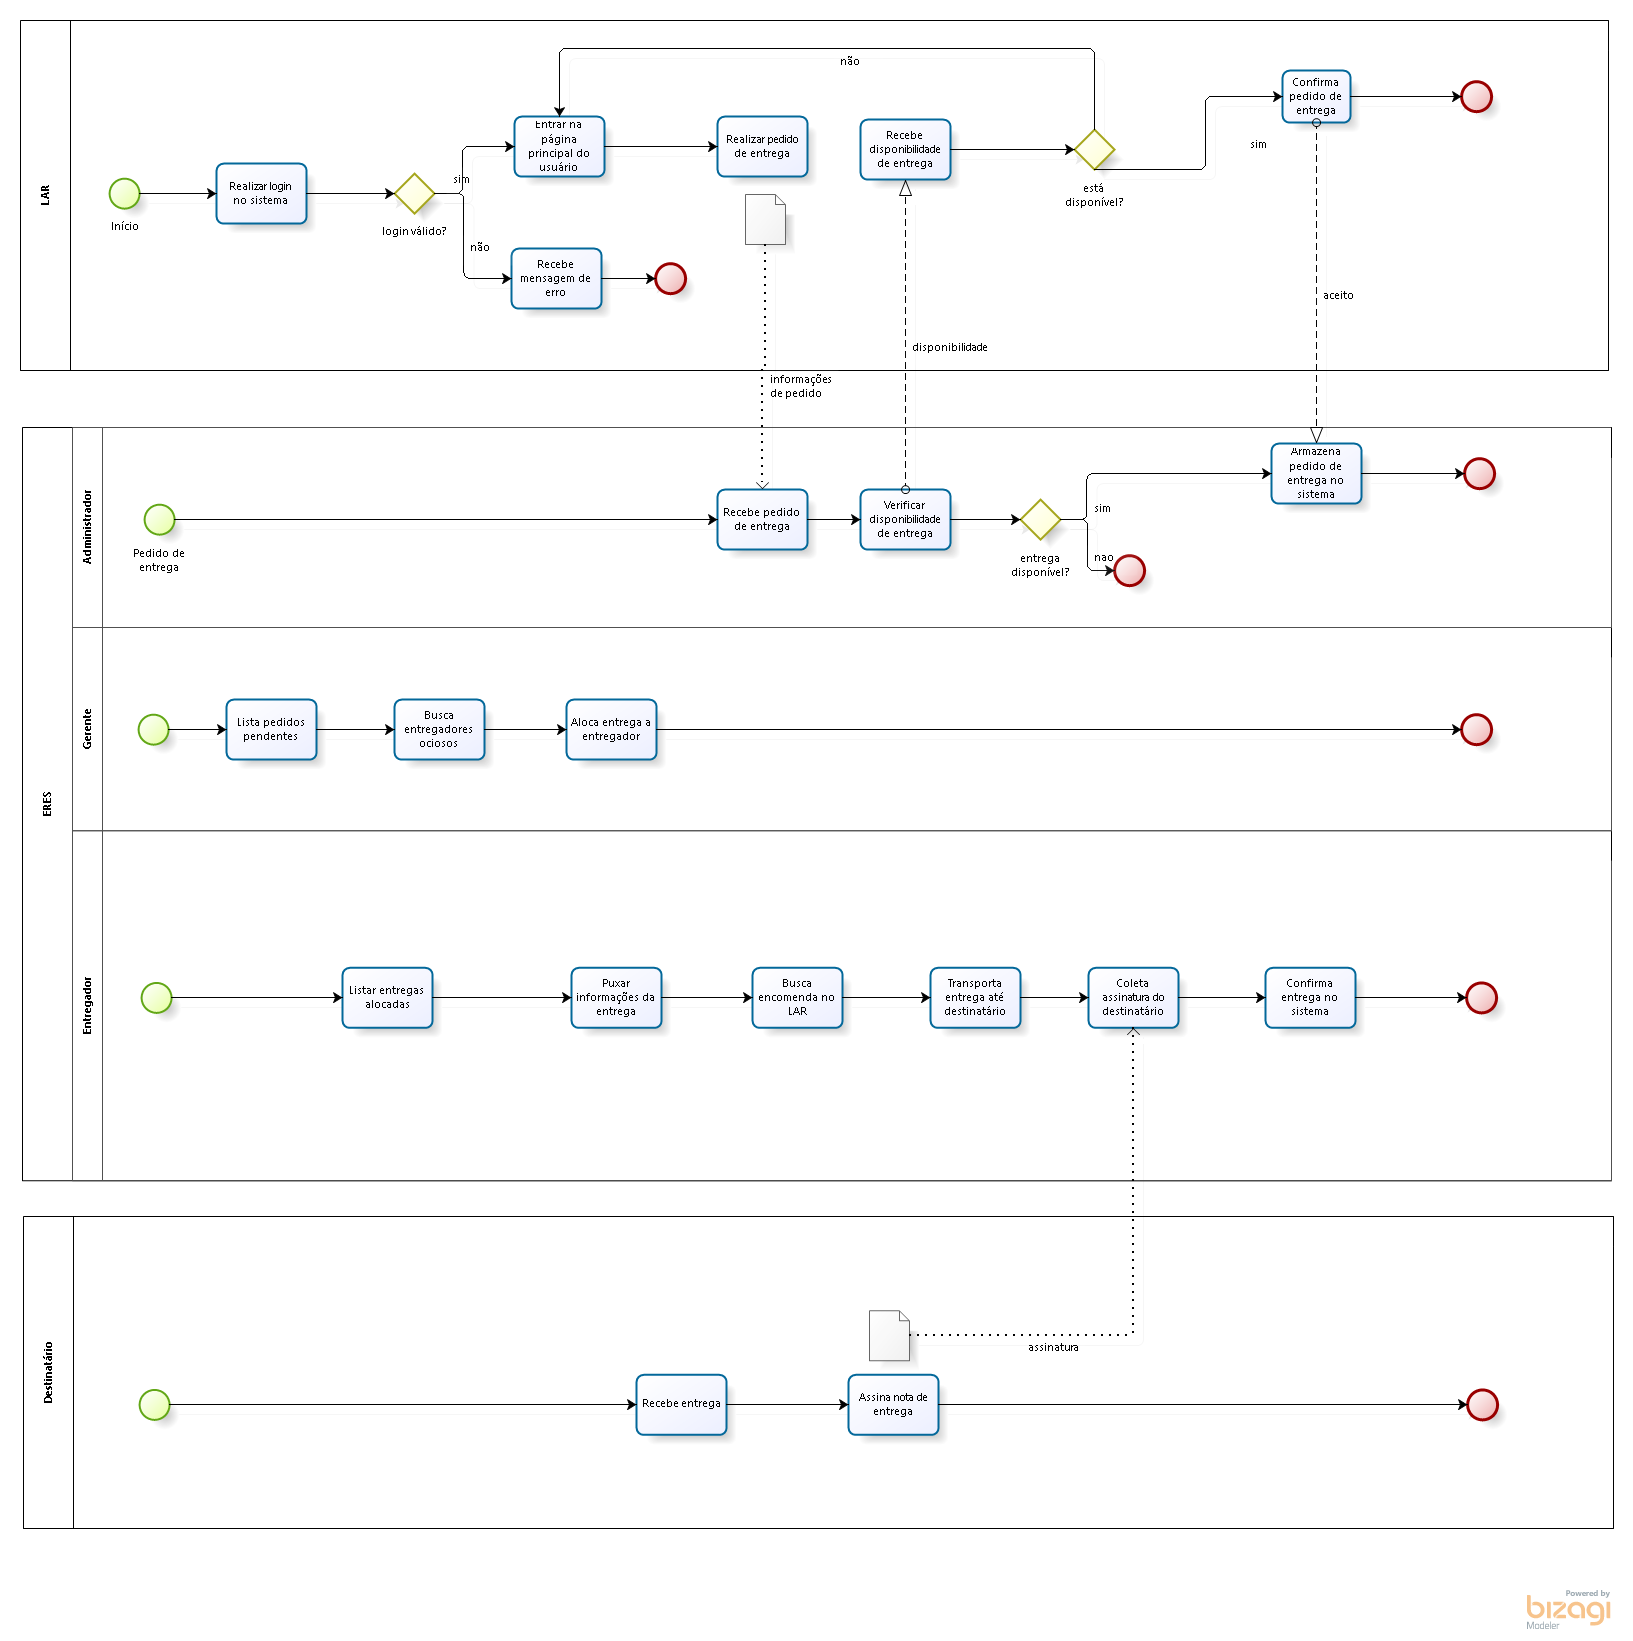 LAR
não
Confirma
pedido de
entrega
Entrar na
página
principal do
usuário
Realizar pedido
de entrega
Recebe
disponibilidade
de entrega
sim
sim
Realizar login
no sistema
está
disponível?
Início
login válido?
não
Recebe
mensagem de
erro
aceito
disponibilidade
informações
de pedido
ERES
Administrador
Armazena
pedido de
entrega no
sistema
Recebe pedido
de entrega
Verificar
disponibilidade
de entrega
sim
Pedido de
entrega
entrega
disponível?
nao
Gerente
Lista pedidos
pendentes
Busca
entregadores
ociosos
Aloca entrega a
entregador
Entregador
Listar entregas
alocadas
Puxar
informações da
entrega
Busca
encomenda no
LAR
Transporta
entrega até
destinatário
Coleta
assinatura do
destinatário
Confirma
entrega no
sistema
Destinatário
assinatura
Recebe entrega
Assina nota de
entrega
Powered by
bizagi
Modeler